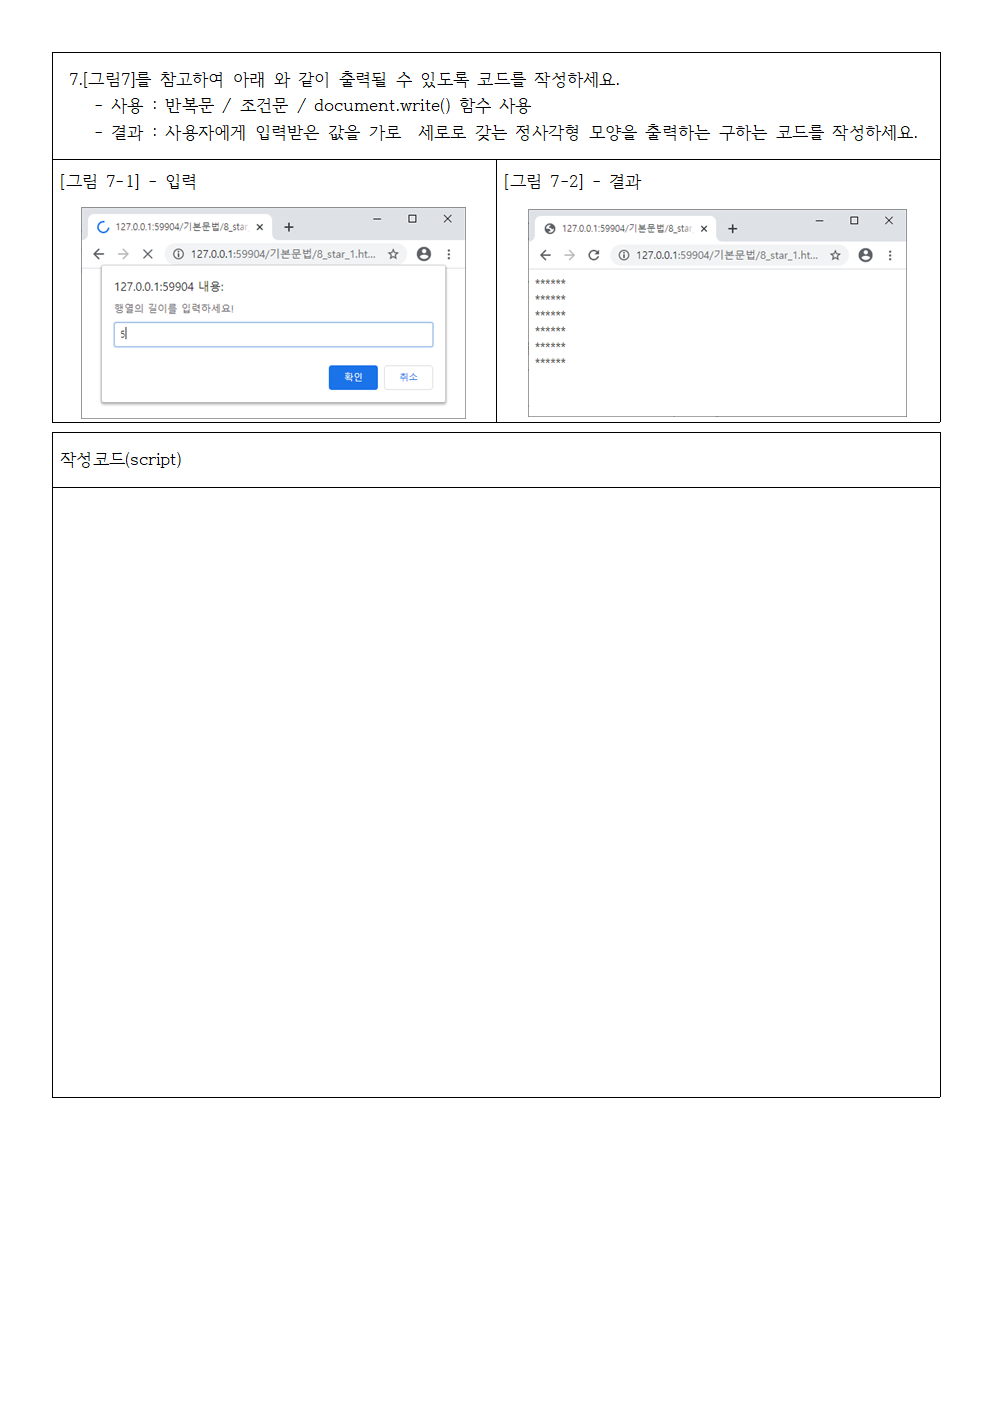 7.[그림7]를 참고하여 아래 와 같이 출력될 수 있도록 코드를 작성하세요.
- 사용 : 반복문 / 조건문 / document.write() 함수 사용
- 결과 : 사용자에게 입력받은 값을 가로 세로로 갖는 정사각형 모양을 출력하는 구하는 코드를 작성하세요.
[그림 7-1] - 입력
127.0.0.1:59904/기본문법/8_star_
127.0.0.1:59904/기본문법/8_star_1.ht...
127.0.0.1:59904 내용:
행열의 길이를 입력하세요!
5
확인 취소
[그림 7-2] - 결과
127.0.0.1:59904/기본문법/8_star_
127.0.0.1:59904/기본문법/8_star_1.ht...
******
******
******
******
******
******
작성코드(script)